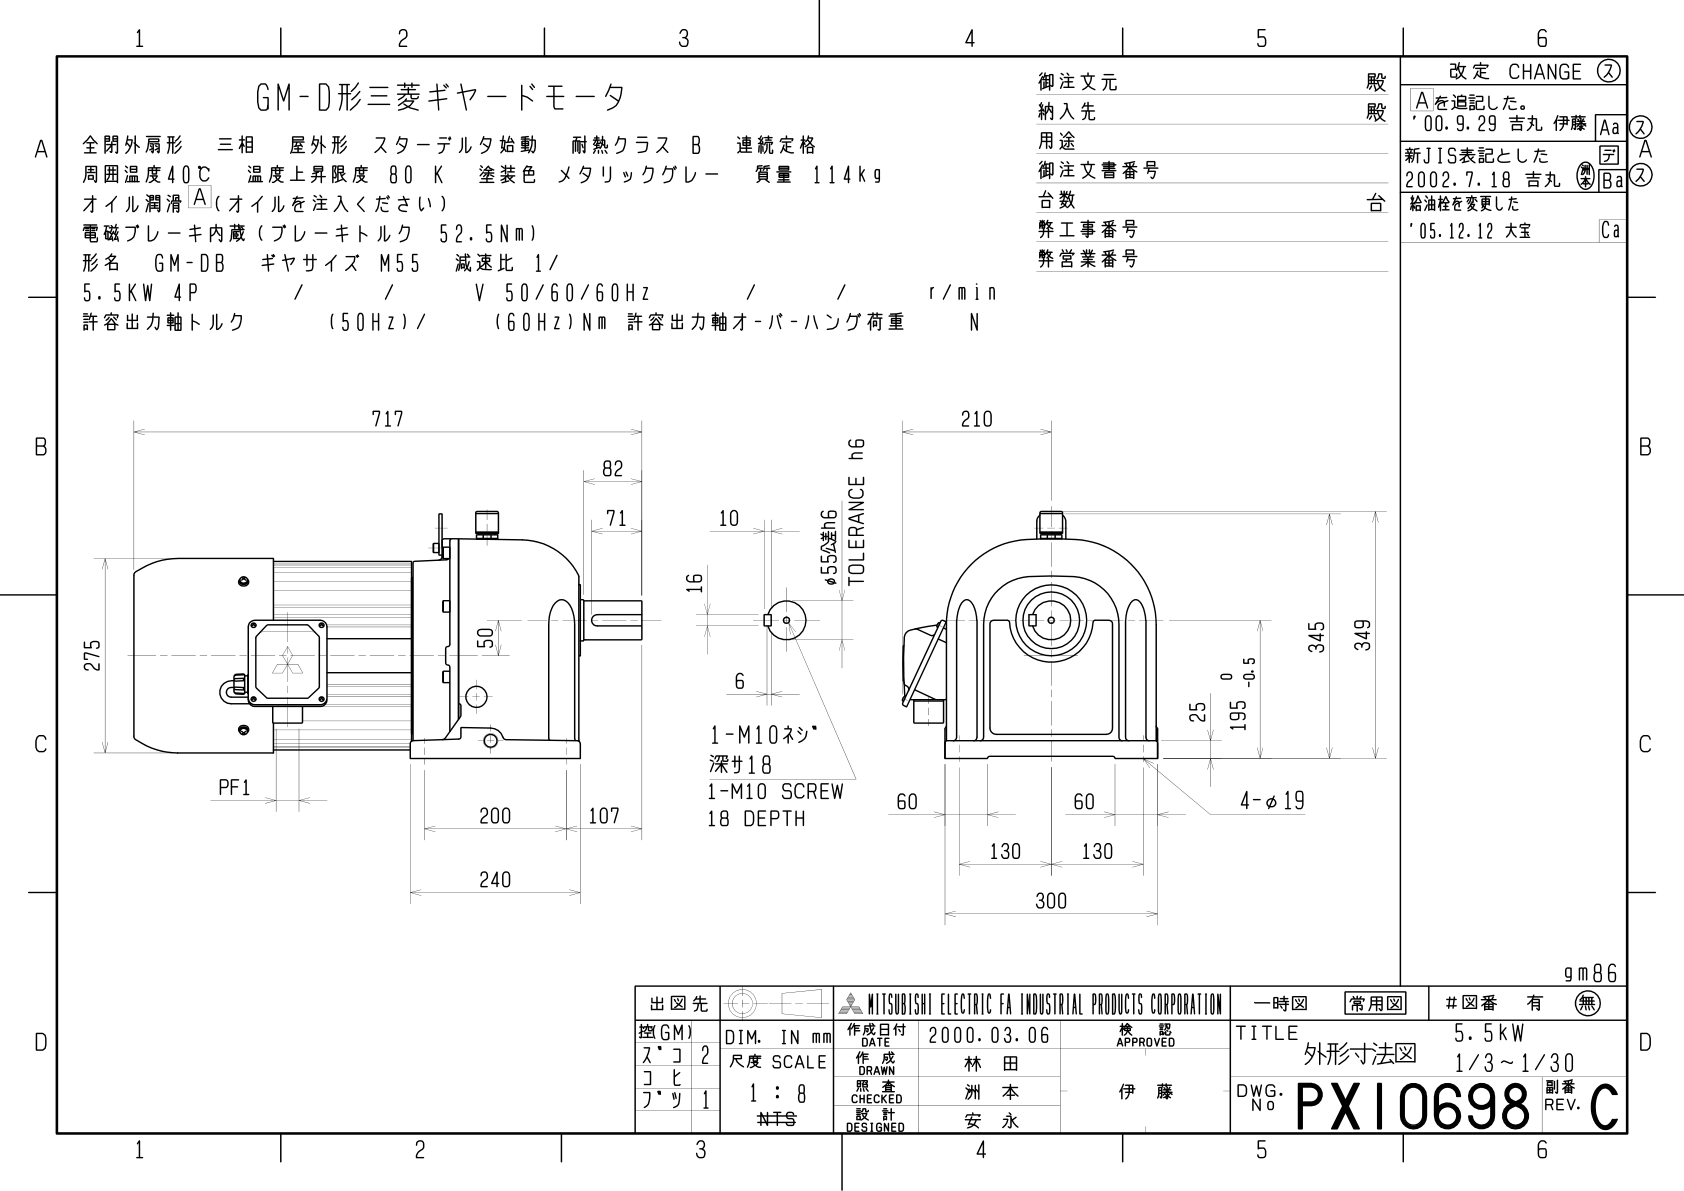 1 2 3 4 5 6
GM-D形三菱ギヤードモータ
全閉外扇形 三相 屋外形 スターデルタ始動 耐熱クラス B 連続定格
周囲温度40℃ 温度上昇限度 80 K 塗装色 メタリックグレー 質量 114kg
オイル潤滑 A (オイルを注入ください)
電磁ブレーキ内蔵(ブレーキトルク 52.5Nm)
形名 GM-DB ギヤサイズ M55 減速比 1/
5.5KW 4P / / V 50/60/60Hz / / r/min
許容出力軸トルク (50Hz)/ (60Hz)Nm 許容出力軸オーバーハング荷重 N
御注文元 殿
納入先 殿
用途
御注文書番号
台数 台
弊工事番号
弊営業番号
改定 CHANGE ス
Aを追記した。
'00.9.29 吉丸 伊藤 Aa ス
新JIS表記とした デ
2002.7.18 吉丸 洲本 Ba ス
給油栓を変更した
'05.12.12 大宝 Ca
A A
B B
C C
D D
717
82
71
275
50
PF1
200
107
240
10
16
6
φ55公差h6
TOLERANCE h6
1-M10ネジ
深サ18
1-M10 SCREW
18 DEPTH
210
345
349
25
195 0 -0.5
60
60
4-φ19
130
130
300
gm86
出図先
控(GM)
ズコ 2
コピ
ブツ 1
DIM. IN mm
尺度 SCALE
1 : 8
NTS
MITSUBISHI ELECTRIC FA INDUSTRIAL PRODUCTS CORPORATION
作成日付 DATE 2000.03.06
作成 DRAWN 林田
照査 CHECKED 洲本
設計 DESIGNED 安永
検認 APPROVED
伊藤
一時図 常用図 #図番 有 無
TITLE
外形寸法図
5.5kW
1/3~1/30
DWG. No PX10698
副番 REV. C
1 2 3 4 5 6